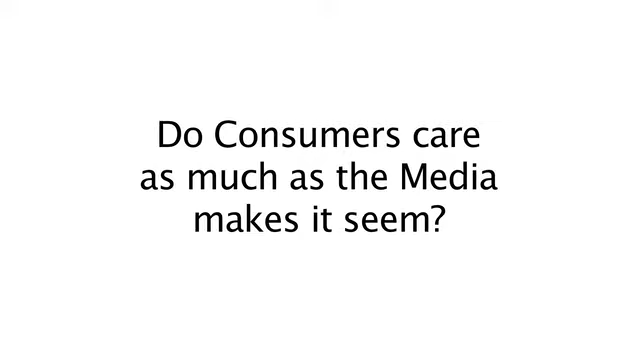 Do Consumers care
as much as the Media
makes it seem?